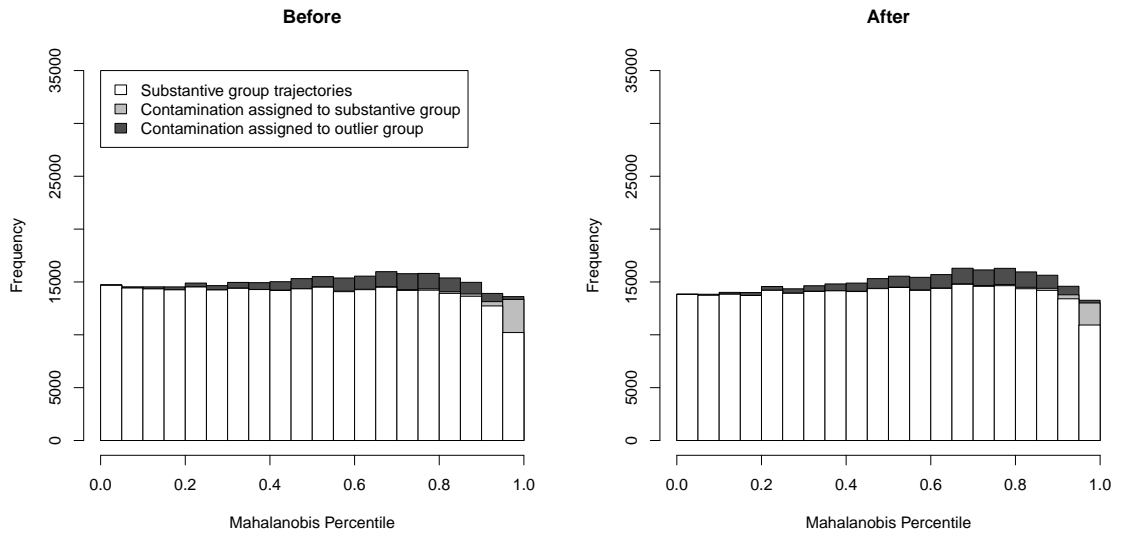 Before
Frequency
35000
25000
15000
5000
0
Substantive group trajectories
Contamination assigned to substantive group
Contamination assigned to outlier group
0.0 0.2 0.4 0.6 0.8 1.0
Mahalanobis Percentile
After
Frequency
35000
25000
15000
5000
0
0.0 0.2 0.4 0.6 0.8 1.0
Mahalanobis Percentile